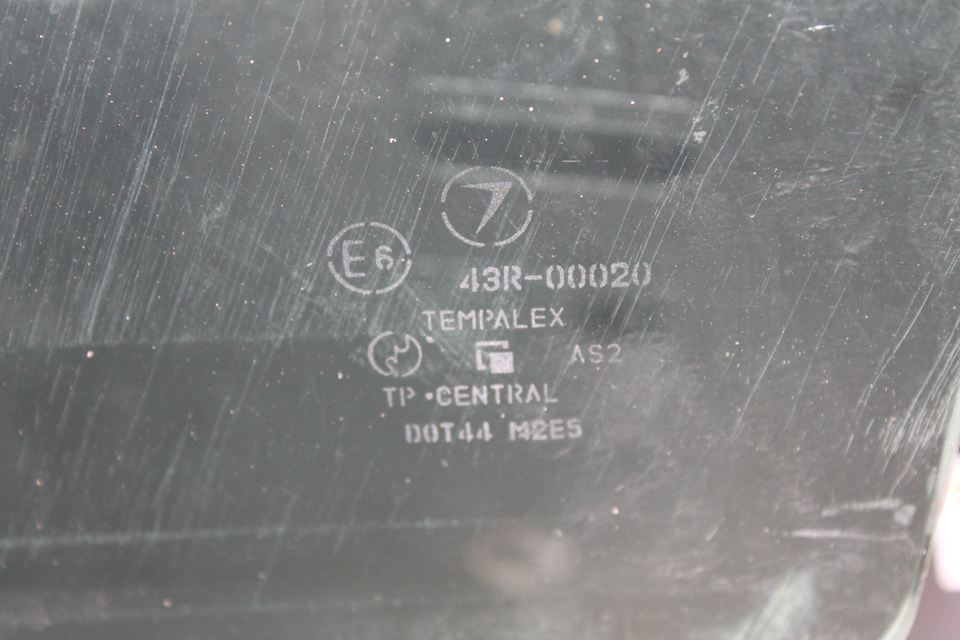 E6
43R-00020
TEMPALEX
AS2
TP•CENTRAL
DOT44 M2E5